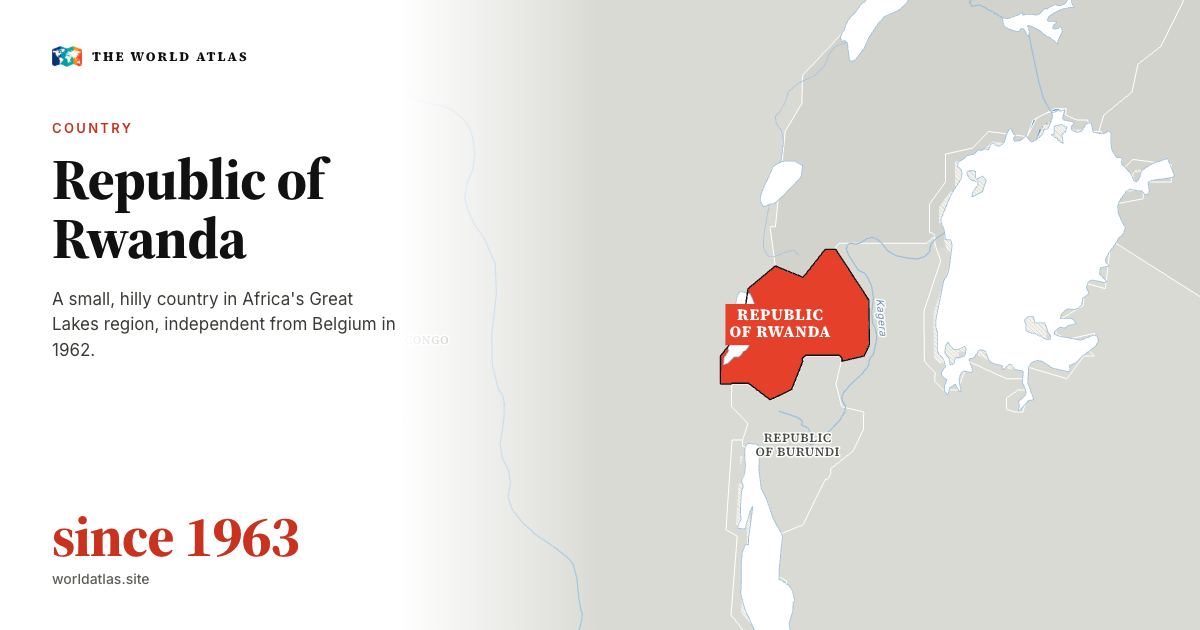 THE WORLD ATLAS
COUNTRY
Republic of
Rwanda
A small, hilly country in Africa's Great
Lakes region, independent from Belgium in
1962.
since 1963
worldatlas.site
CONGO
REPUBLIC
OF RWANDA
Kagera
REPUBLIC
OF BURUNDI